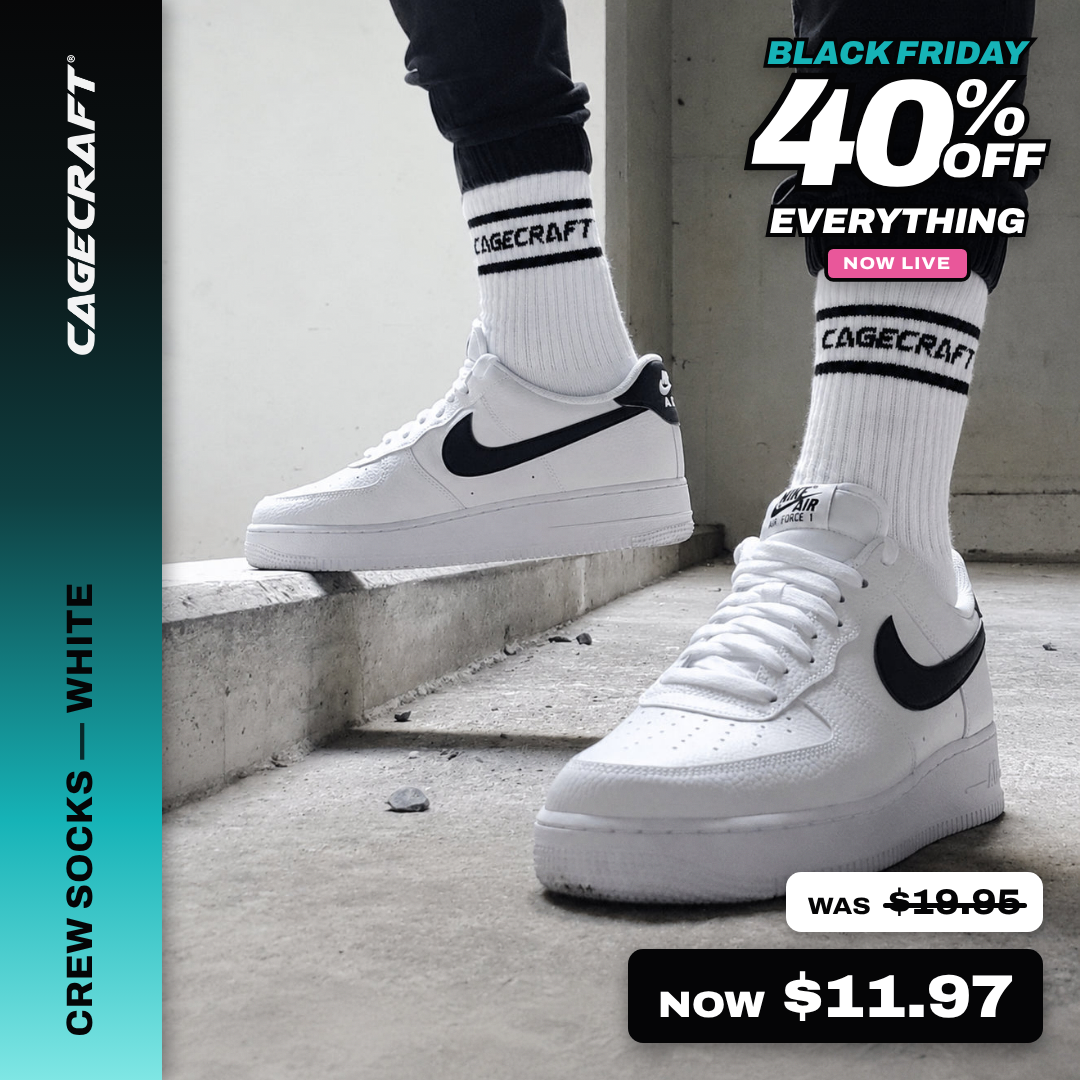 CAGECRAFT®
CREW SOCKS — WHITE
BLACK FRIDAY
40% OFF
EVERYTHING
NOW LIVE
CAGECRAFT
CAGECRAFT
NIKE
AIR
AIR FORCE 1
WAS $19.95
NOW $11.97